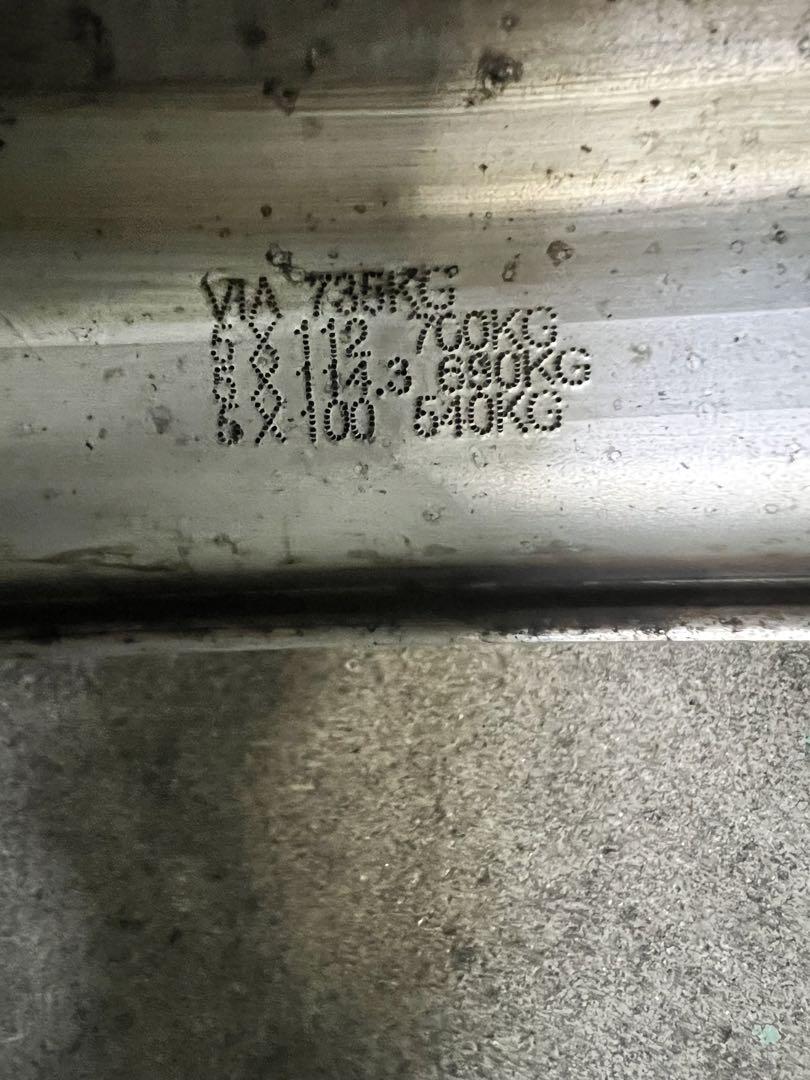 VIA 735KG
5X112 700KG
5X114.3 690KG
5X100 640KG